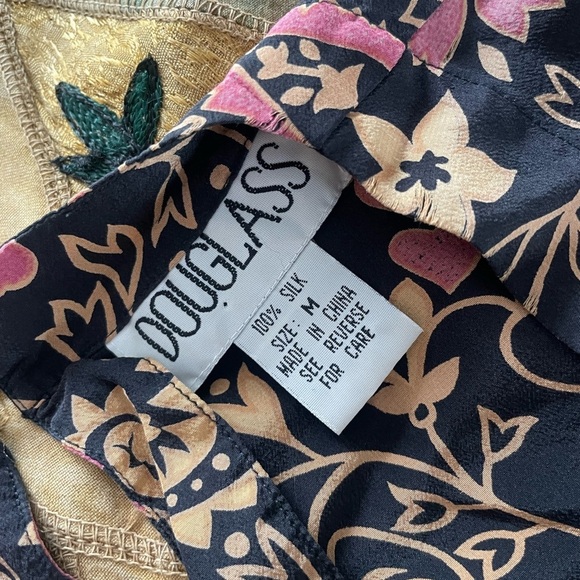 DOUGLASS
100% SILK
SIZE: M
MADE IN CHINA
SEE REVERSE
FOR CARE